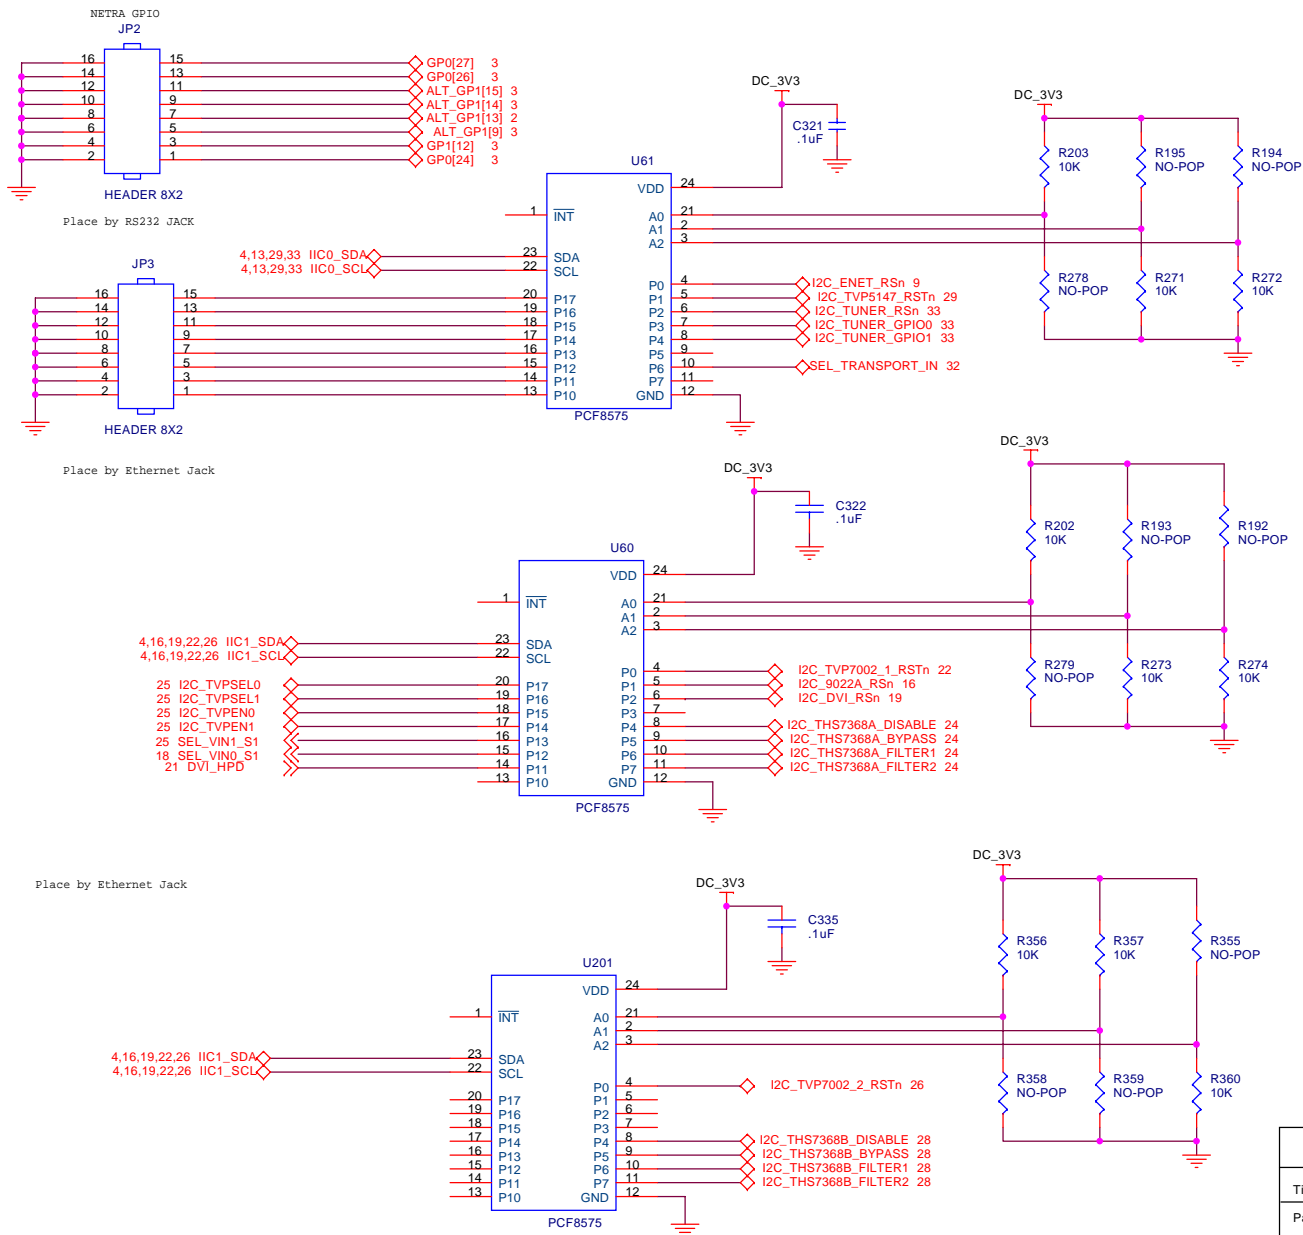 NETRA GPIO
JP2
16 15 GP0[27] 3
14 13 GP0[26] 3
12 11 ALT_GP1[15] 3
10 9 ALT_GP1[14] 3
8 7 ALT_GP1[13] 2
6 5 ALT_GP1[9] 3
4 3 GP1[12] 3
2 1 GP0[24] 3
HEADER 8X2
Place by RS232 JACK
DC_3V3
C321
.1uF
DC_3V3
R203
10K
R195
NO-POP
R194
NO-POP
R278
NO-POP
R271
10K
R272
10K
U61
VDD 24
1 INT
A0 21
A1 2
A2 3
4,13,29,33 IIC0_SDA 23 SDA
4,13,29,33 IIC0_SCL 22 SCL
JP3
16 15 20 P17
14 13 19 P16
12 11 18 P15
10 9 17 P14
8 7 16 P13
6 5 15 P12
4 3 14 P11
2 1 13 P10
HEADER 8X2
P0 4 I2C_ENET_RSn 9
P1 5 I2C_TVP5147_RSTn 29
P2 6 I2C_TUNER_RSn 33
P3 7 I2C_TUNER_GPIO0 33
P4 8 I2C_TUNER_GPIO1 33
P5 9
P6 10 SEL_TRANSPORT_IN 32
P7 11
GND 12
PCF8575
Place by Ethernet Jack
DC_3V3
C322
.1uF
DC_3V3
R202
10K
R193
NO-POP
R192
NO-POP
R279
NO-POP
R273
10K
R274
10K
U60
VDD 24
1 INT
A0 21
A1 2
A2 3
4,16,19,22,26 IIC1_SDA 23 SDA
4,16,19,22,26 IIC1_SCL 22 SCL
25 I2C_TVPSEL0 20 P17
25 I2C_TVPSEL1 19 P16
25 I2C_TVPEN0 18 P15
25 I2C_TVPEN1 17 P14
25 SEL_VIN1_S1 16 P13
18 SEL_VIN0_S1 15 P12
21 DVI_HPD 14 P11
13 P10
P0 4 I2C_TVP7002_1_RSTn 22
P1 5 I2C_9022A_RSn 16
P2 6 I2C_DVI_RSn 19
P3 7
P4 8 I2C_THS7368A_DISABLE 24
P5 9 I2C_THS7368A_BYPASS 24
P6 10 I2C_THS7368A_FILTER1 24
P7 11 I2C_THS7368A_FILTER2 24
GND 12
PCF8575
Place by Ethernet Jack
DC_3V3
C335
.1uF
DC_3V3
R356
10K
R357
10K
R355
NO-POP
R358
NO-POP
R359
NO-POP
R360
10K
U201
VDD 24
1 INT
A0 21
A1 2
A2 3
4,16,19,22,26 IIC1_SDA 23 SDA
4,16,19,22,26 IIC1_SCL 22 SCL
20 P17
19 P16
18 P15
17 P14
16 P13
15 P12
14 P11
13 P10
P0 4 I2C_TVP7002_2_RSTn 26
P1 5
P2 6
P3 7
P4 8 I2C_THS7368B_DISABLE 28
P5 9 I2C_THS7368B_BYPASS 28
P6 10 I2C_THS7368B_FILTER1 28
P7 11 I2C_THS7368B_FILTER2 28
GND 12
PCF8575